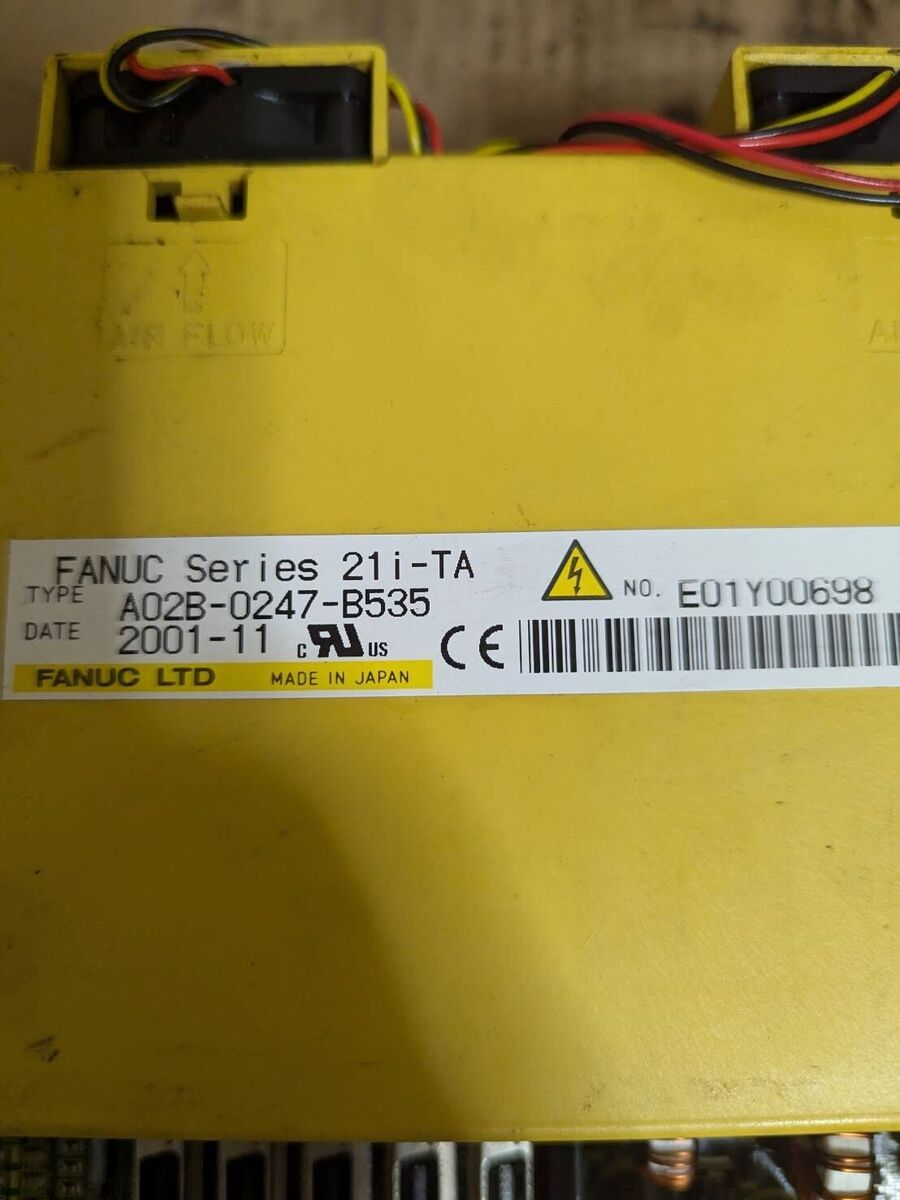 AIR FLOW
FANUC Series 21i-TA
TYPE A02B-0247-B535
NO. E01Y00698
DATE 2001-11
c RU US CE
FANUC LTD MADE IN JAPAN